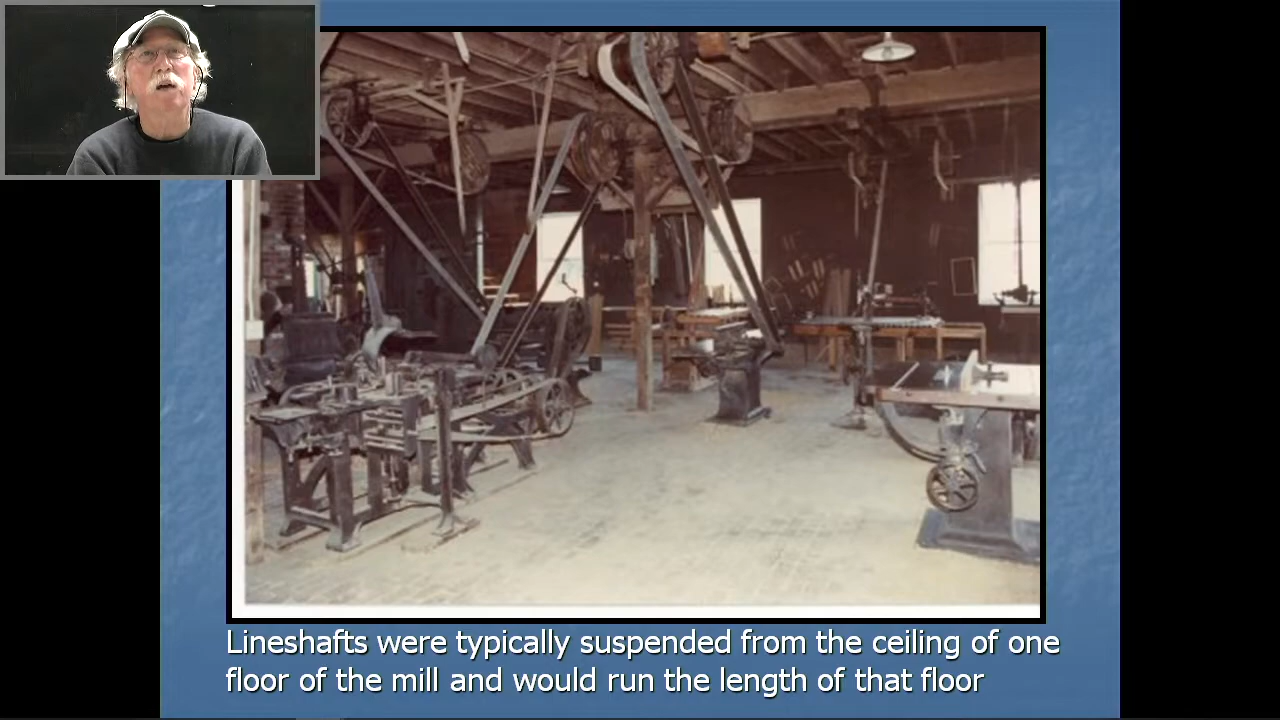 Lineshafts were typically suspended from the ceiling of one
floor of the mill and would run the length of that floor